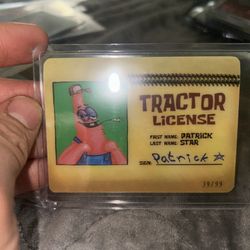 TRACTOR
LICENSE
FIRST NAME: PATRICK
LAST NAME: STAR
SIGN: Patrick
39/99